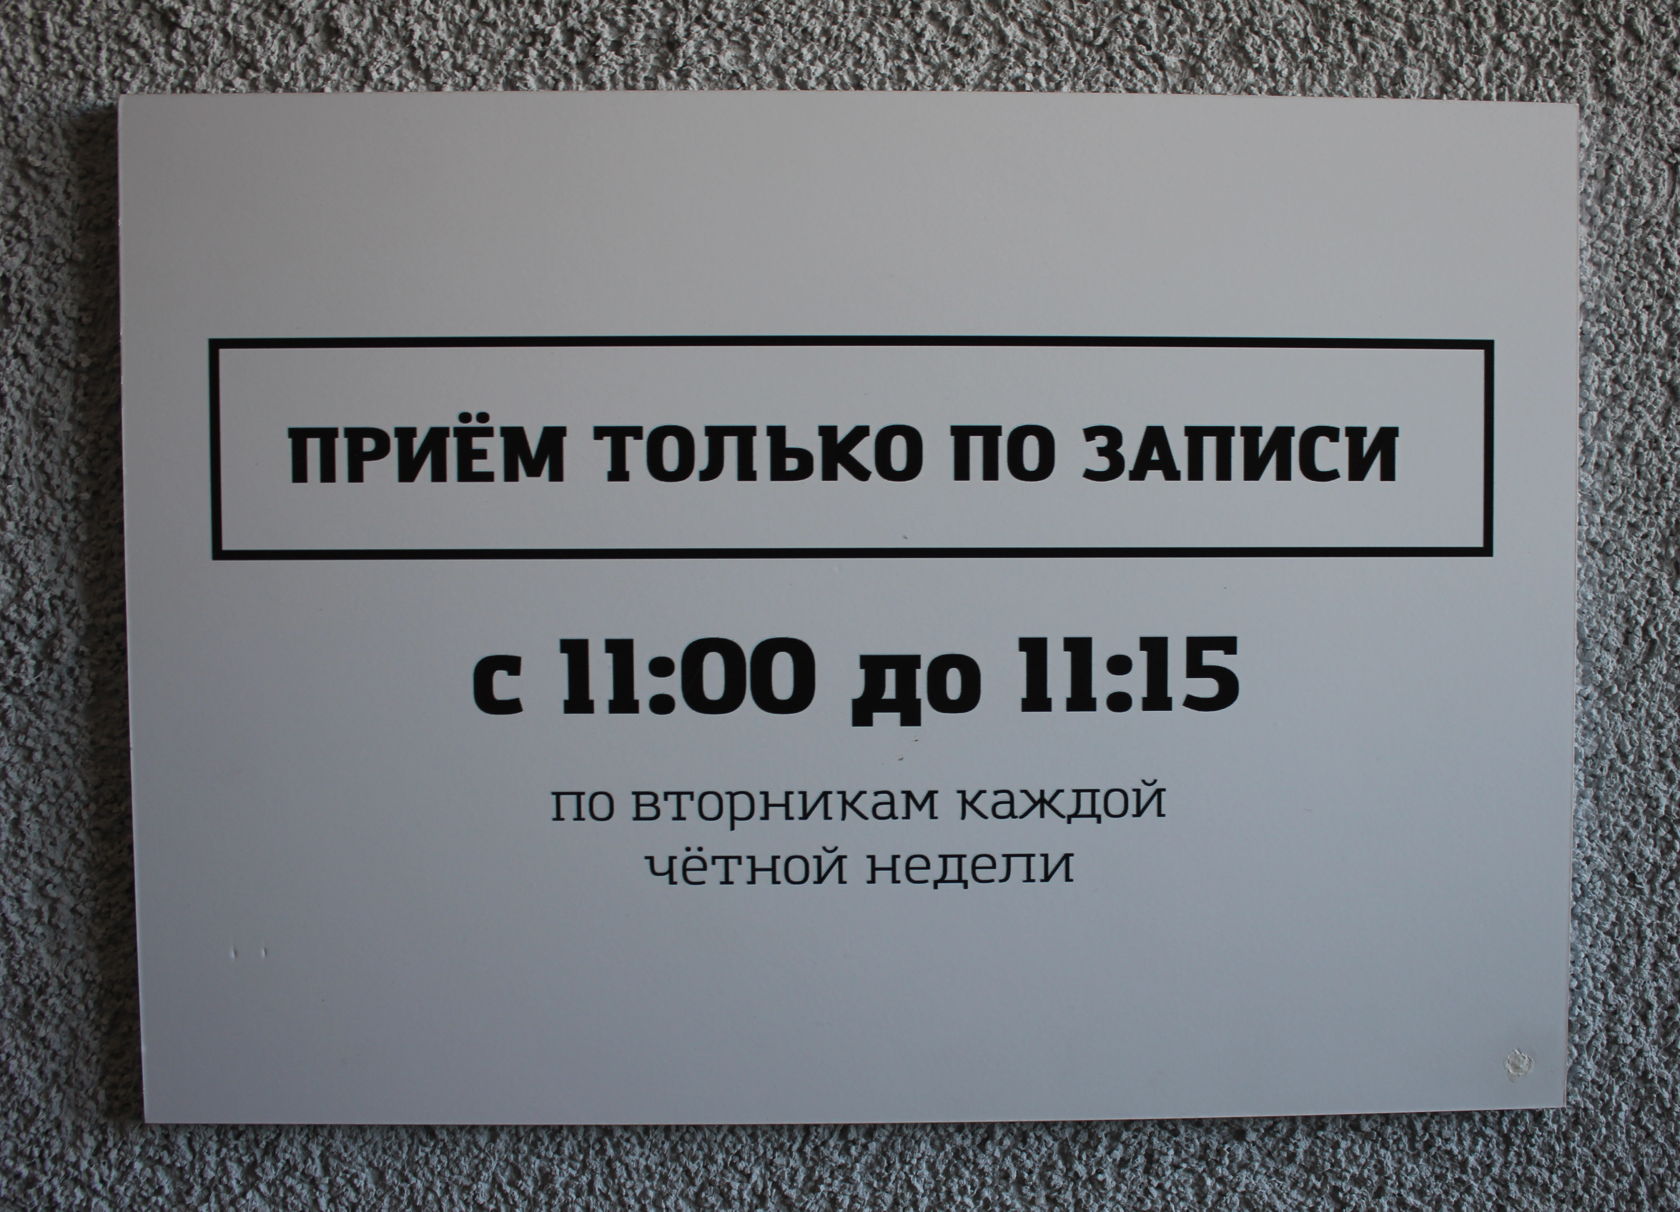 ПРИЁМ ТОЛЬКО ПО ЗАПИСИ
с 11:00 до 11:15
по вторникам каждой
чётной недели